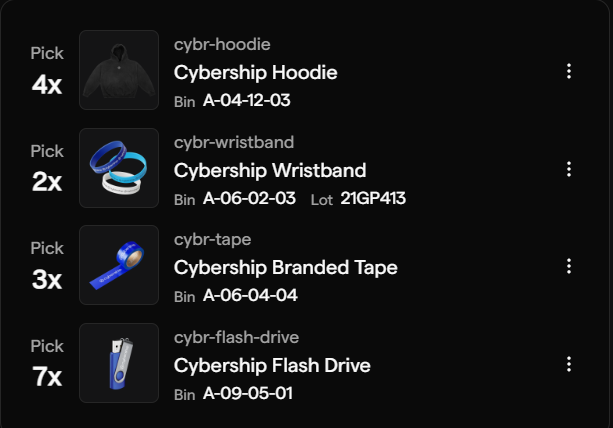 Pick
4x
cybr-hoodie
Cybership Hoodie
Bin A-04-12-03
Pick
2x
cybr-wristband
Cybership Wristband
Bin A-06-02-03 Lot 21GP413
Pick
3x
cybr-tape
Cybership Branded Tape
Bin A-06-04-04
Pick
7x
cybr-flash-drive
Cybership Flash Drive
Bin A-09-05-01